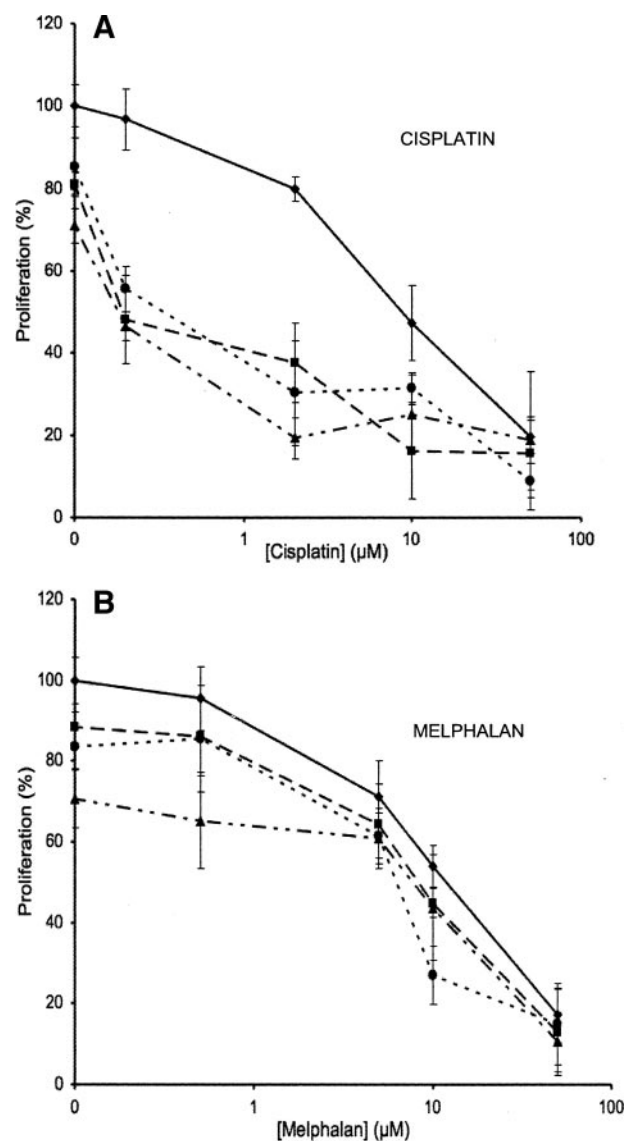 A
120
100
80
60
40
20
0
Proliferation (%)
CISPLATIN
0 1 10 100
[Cisplatin] (µM)
B
120
100
80
60
40
20
0
Proliferation (%)
MELPHALAN
0 1 10 100
[Melphalan] (µM)